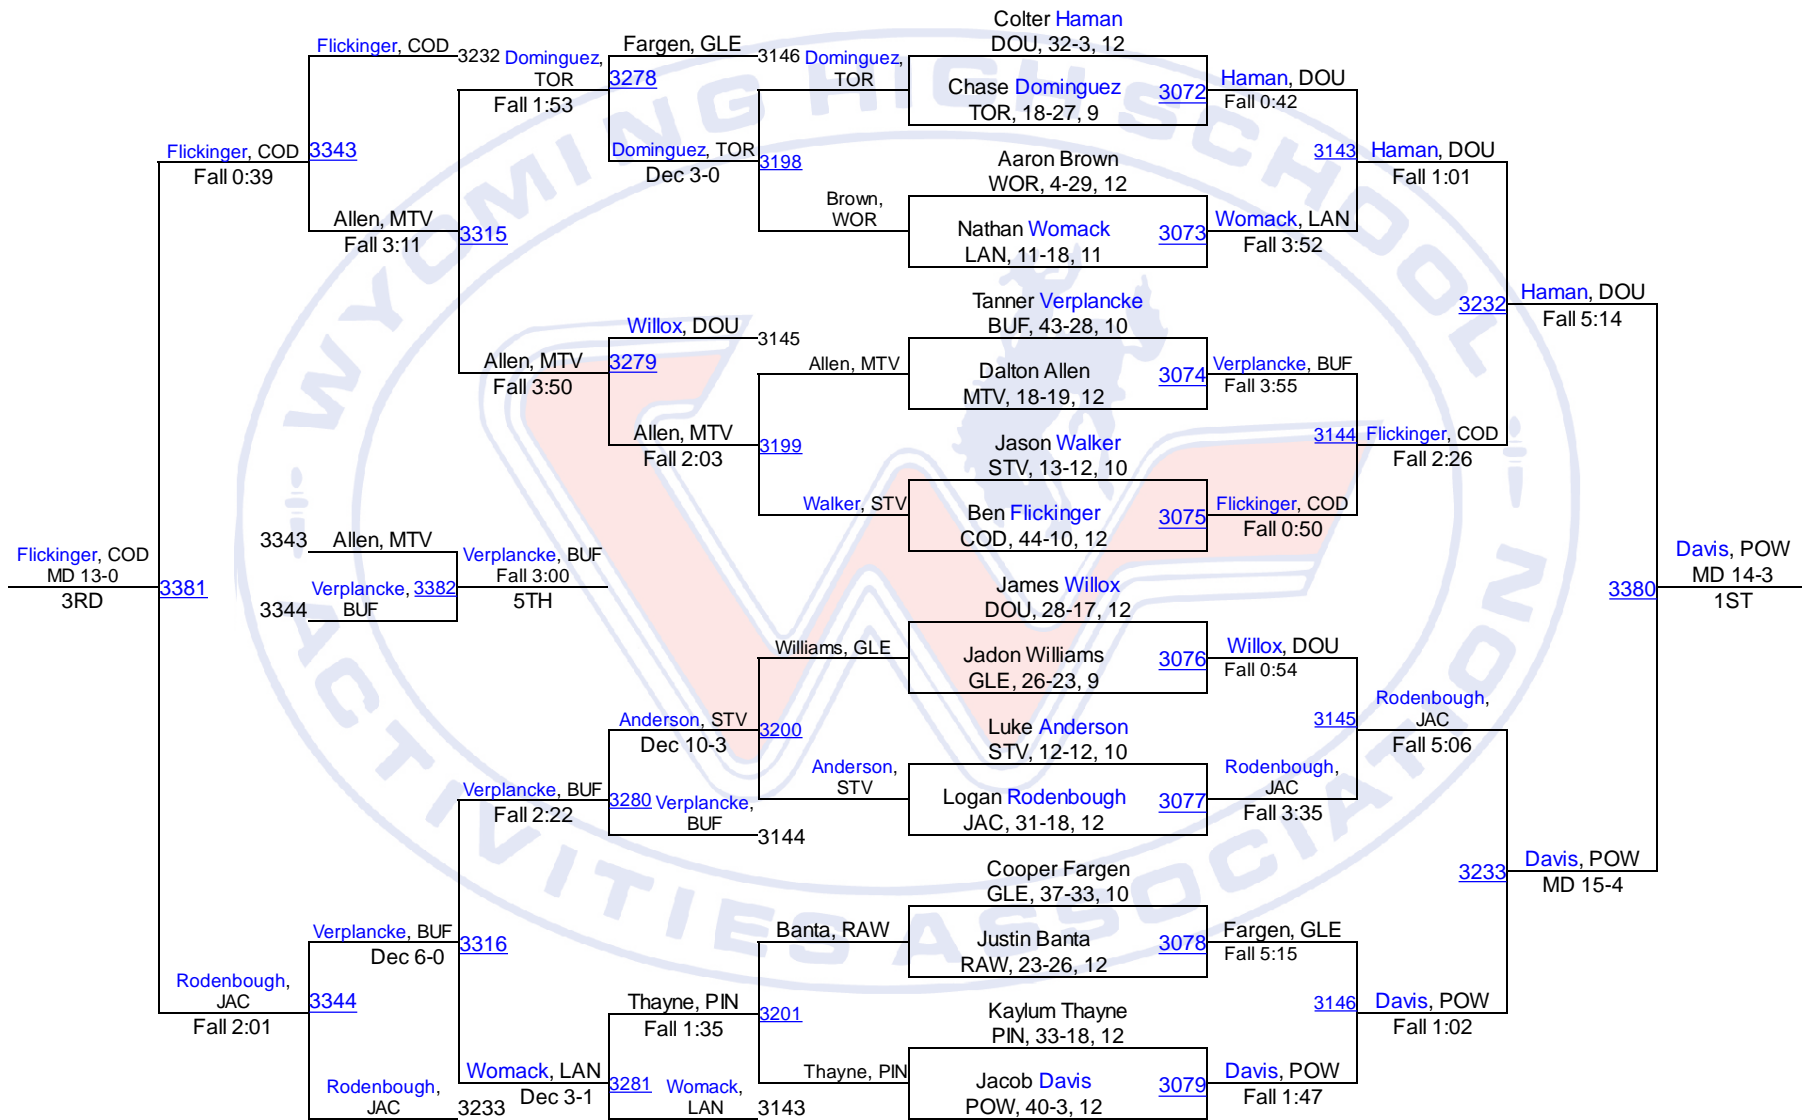 WYOMING HIGH SCHOOL
ACTIVITIES ASSOCIATION
Colter Haman
DOU, 32-3, 12
Chase Dominguez
TOR, 18-27, 9
3072
Aaron Brown
WOR, 4-29, 12
Nathan Womack
LAN, 11-18, 11
3073
Tanner Verplancke
BUF, 43-28, 10
Dalton Allen
MTV, 18-19, 12
3074
Jason Walker
STV, 13-12, 10
Ben Flickinger
COD, 44-10, 12
3075
James Willox
DOU, 28-17, 12
Jadon Williams
GLE, 26-23, 9
3076
Luke Anderson
STV, 12-12, 10
Logan Rodenbough
JAC, 31-18, 12
3077
Cooper Fargen
GLE, 37-33, 10
Justin Banta
RAW, 23-26, 12
3078
Kaylum Thayne
PIN, 33-18, 12
Jacob Davis
POW, 40-3, 12
3079
Haman, DOU
Fall 0:42
3143
Womack, LAN
Fall 3:52
Verplancke, BUF
Fall 3:55
3144
Flickinger, COD
Fall 0:50
Willox, DOU
Fall 0:54
3145
Rodenbough,
JAC
Fall 3:35
Fargen, GLE
Fall 5:15
3146
Davis, POW
Fall 1:47
Haman, DOU
Fall 1:01
3232
Flickinger, COD
Fall 2:26
Rodenbough,
JAC
Fall 5:06
3233
Davis, POW
Fall 1:02
Haman, DOU
Fall 5:14
3380
Davis, POW
MD 15-4
Davis, POW
MD 14-3
1ST
Dominguez,
TOR
3198
Brown,
WOR
Allen, MTV
3199
Walker, STV
Williams, GLE
3200
Anderson,
STV
Banta, RAW
3201
Thayne, PIN
Fargen, GLE
3146
3278
Dominguez, TOR
Dec 3-0
Willox, DOU
3145
3279
Allen, MTV
Fall 2:03
Anderson, STV
Dec 10-3
3280
Verplancke,
BUF
3144
Thayne, PIN
Fall 1:35
3281
Womack,
LAN
3143
Dominguez,
TOR
Fall 1:53
3315
Allen, MTV
Fall 3:50
Verplancke, BUF
Fall 2:22
3316
Womack, LAN
Dec 3-1
Flickinger, COD
3232
3343
Allen, MTV
Fall 3:11
Verplancke, BUF
Dec 6-0
3344
Rodenbough,
JAC
3233
Flickinger, COD
Fall 0:39
3381
Rodenbough,
JAC
Fall 2:01
Flickinger, COD
MD 13-0
3RD
3343
Allen, MTV
3344
Verplancke,
BUF
3382
Verplancke, BUF
Fall 3:00
5TH